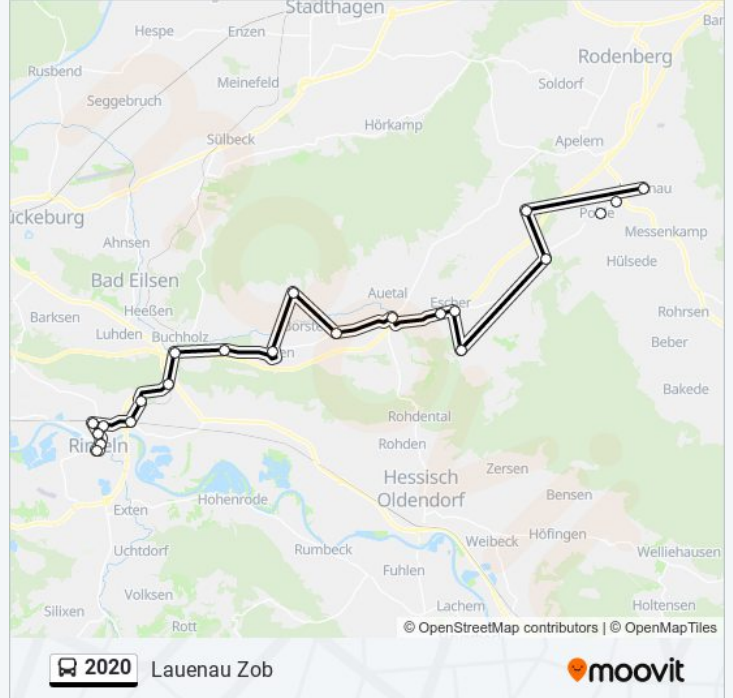 Stadthagen
Bar
Hespe
Enzen
Rodenberg
Rusbend
Meinefeld
Soldorf
Seggebruch
Hörkamp
Sülbeck
Apelern
ückeburg
Messenkamp
Ahnsen
Hülsede
Bad Eilsen
Auetal
Escher
Heeßen
Rohrsen
Barksen
Luhden
Buchholz
Beber
Bakede
Rohdental
Rohden
Zersen
Hessisch
Oldendorf
Bensen
Hohenrode
Exten
Höfingen
Weibeck
Uchtdorf
Rumbeck
Welliehausen
Fuhlen
Volksen
Lachem
Holtensen
Silixen
Rott
© OpenStreetMap contributors | © OpenMapTiles
2020 Lauenau Zob
moovit